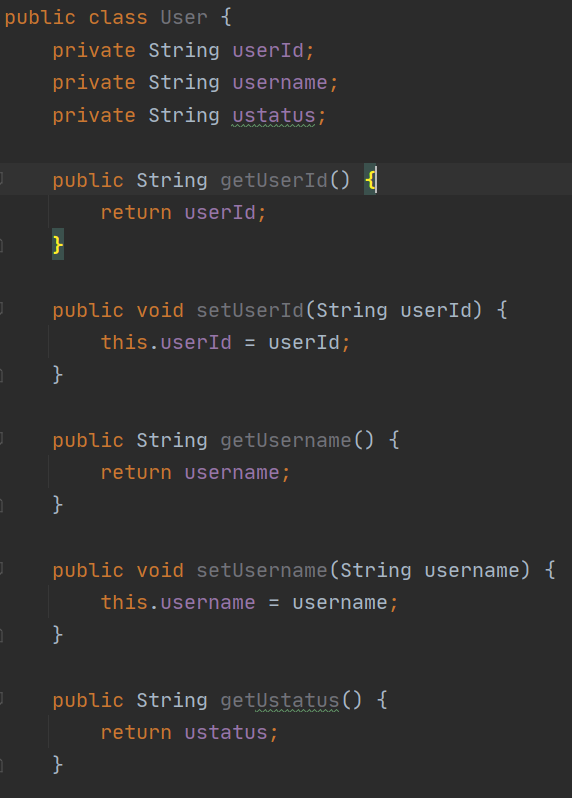 public class User {
    private String userId;
    private String username;
    private String ustatus;

    public String getUserId() {
        return userId;
    }

    public void setUserId(String userId) {
        this.userId = userId;
    }

    public String getUsername() {
        return username;
    }

    public void setUsername(String username) {
        this.username = username;
    }

    public String getUstatus() {
        return ustatus;
    }